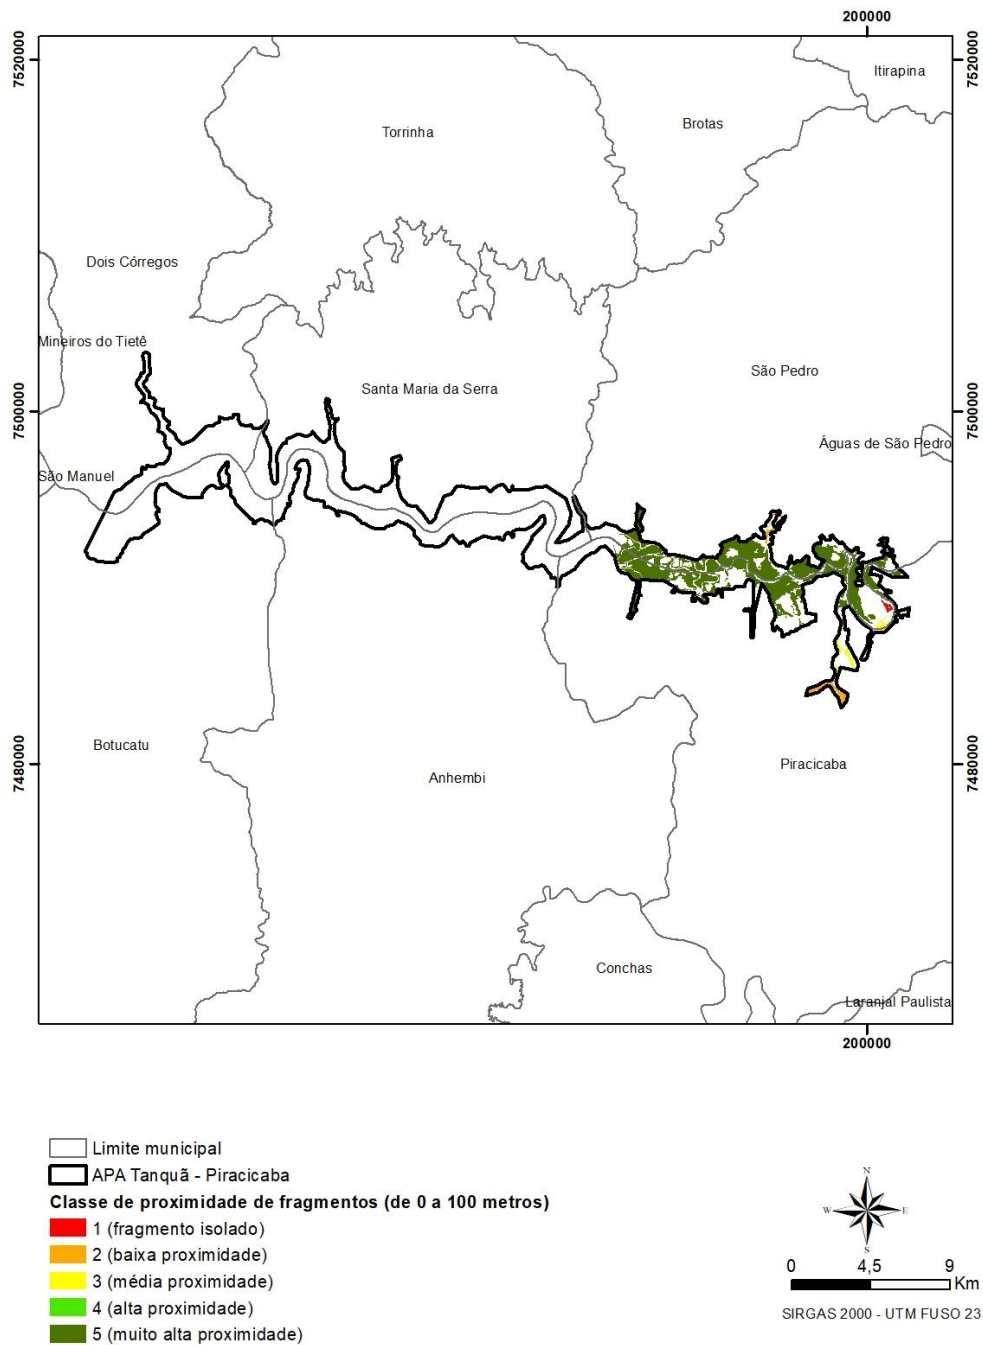 200000
7520000
7520000
Itirapina
Torrinha
Brotas
Dois Córregos
Mineiros do Tietê
São Pedro
Santa Maria da Serra
7500000
7500000
Águas de São Pedro
São Manuel
Botucatu
Anhembi
Piracicaba
7480000
7480000
Conchas
Laranjal Paulista
200000
Limite municipal
APA Tanquã - Piracicaba
Classe de proximidade de fragmentos (de 0 a 100 metros)
1 (fragmento isolado)
2 (baixa proximidade)
3 (média proximidade)
4 (alta proximidade)
5 (muito alta proximidade)
N
W E
S
0 4,5 9
Km
SIRGAS 2000 - UTM FUSO 23